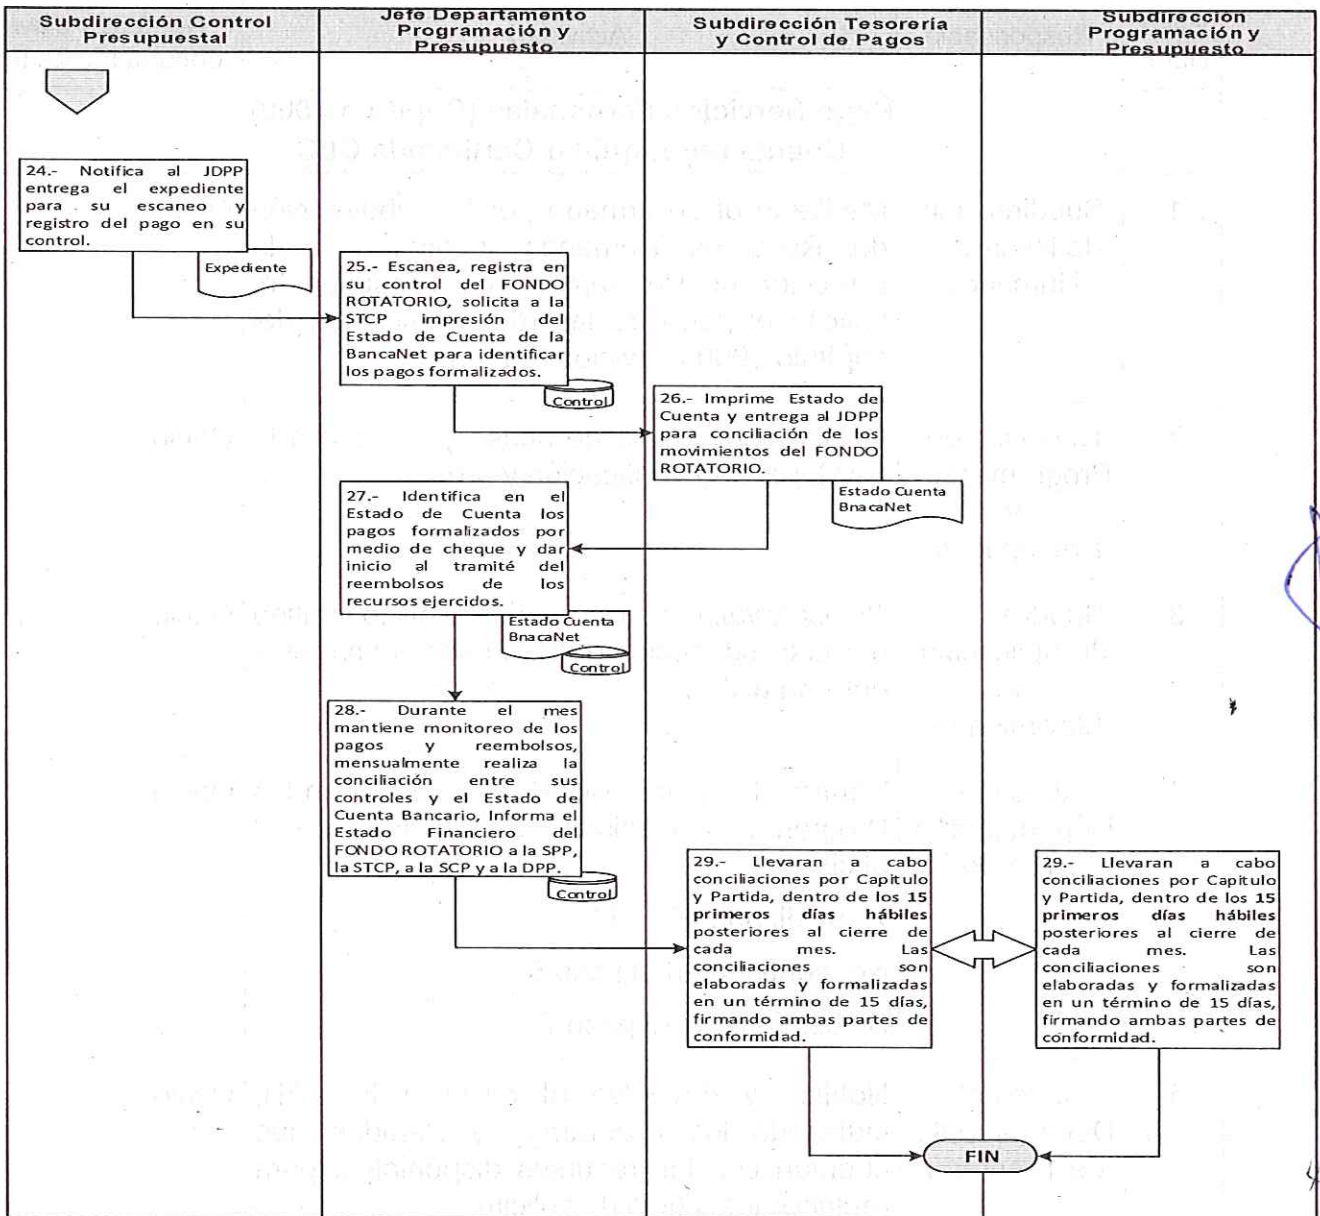 Subdirección Control
Presupuestal
Jefe Departamento
Programación y
Presupuesto
Subdirección Tesorería
y Control de Pagos
Subdirección
Programación y
Presupuesto
24.- Notifica al JDPP
entrega el expediente
para su escaneo y
registro del pago en su
control.
Expediente
25.- Escanea, registra en
su control del FONDO
ROTATORIO, solicita a la
STCP impresión del
Estado de Cuenta de la
BancaNet para identificar
los pagos formalizados.
Control
26.- Imprime Estado de
Cuenta y entrega al JDPP
para conciliación de los
movimientos del FONDO
ROTATORIO.
Estado Cuenta
BnacaNet
27.- Identifica en el
Estado de Cuenta los
pagos formalizados por
medio de cheque y dar
inicio al tramité del
reembolsos de los
recursos ejercidos.
Estado Cuenta
BnacaNet
Control
28.- Durante el mes
mantiene monitoreo de los
pagos y reembolsos,
mensualmente realiza la
conciliación entre sus
controles y el Estado de
Cuenta Bancario, Informa el
Estado Financiero del
FONDO ROTATORIO a la SPP,
la STCP, a la SCP y a la DPP.
Control
29.- Llevaran a cabo
conciliaciones por Capitulo
y Partida, dentro de los 15
primeros días hábiles
posteriores al cierre de
cada mes. Las
conciliaciones son
elaboradas y formalizadas
en un término de 15 días,
firmando ambas partes de
conformidad.
29.- Llevaran a cabo
conciliaciones por Capitulo
y Partida, dentro de los 15
primeros días hábiles
posteriores al cierre de
cada mes. Las
conciliaciones son
elaboradas y formalizadas
en un término de 15 días,
firmando ambas partes de
conformidad.
FIN